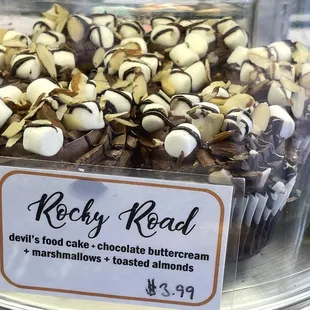 Rocky Road
devil's food cake + chocolate buttercream
+ marshmallows + toasted almonds
$3.99